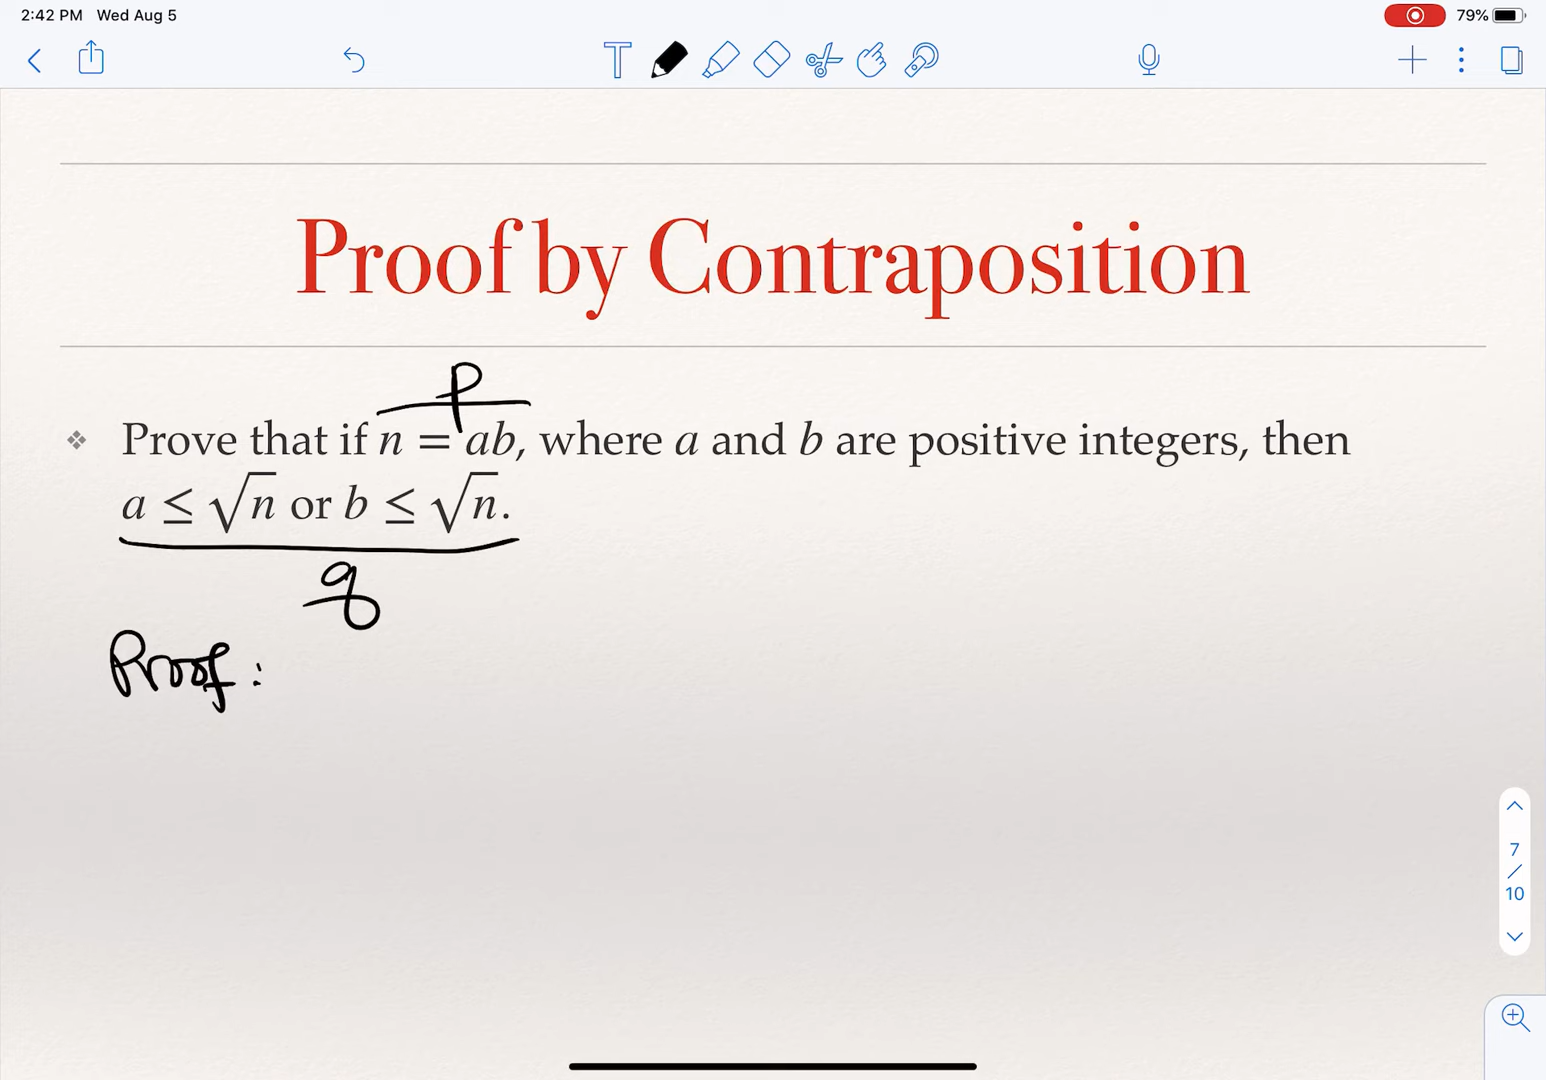 2:42 PM Wed Aug 5
79%
T
Proof by Contraposition
p
❖ Prove that if n = ab, where a and b are positive integers, then
a ≤ √n or b ≤ √n.
q
Proof :
7
/
10